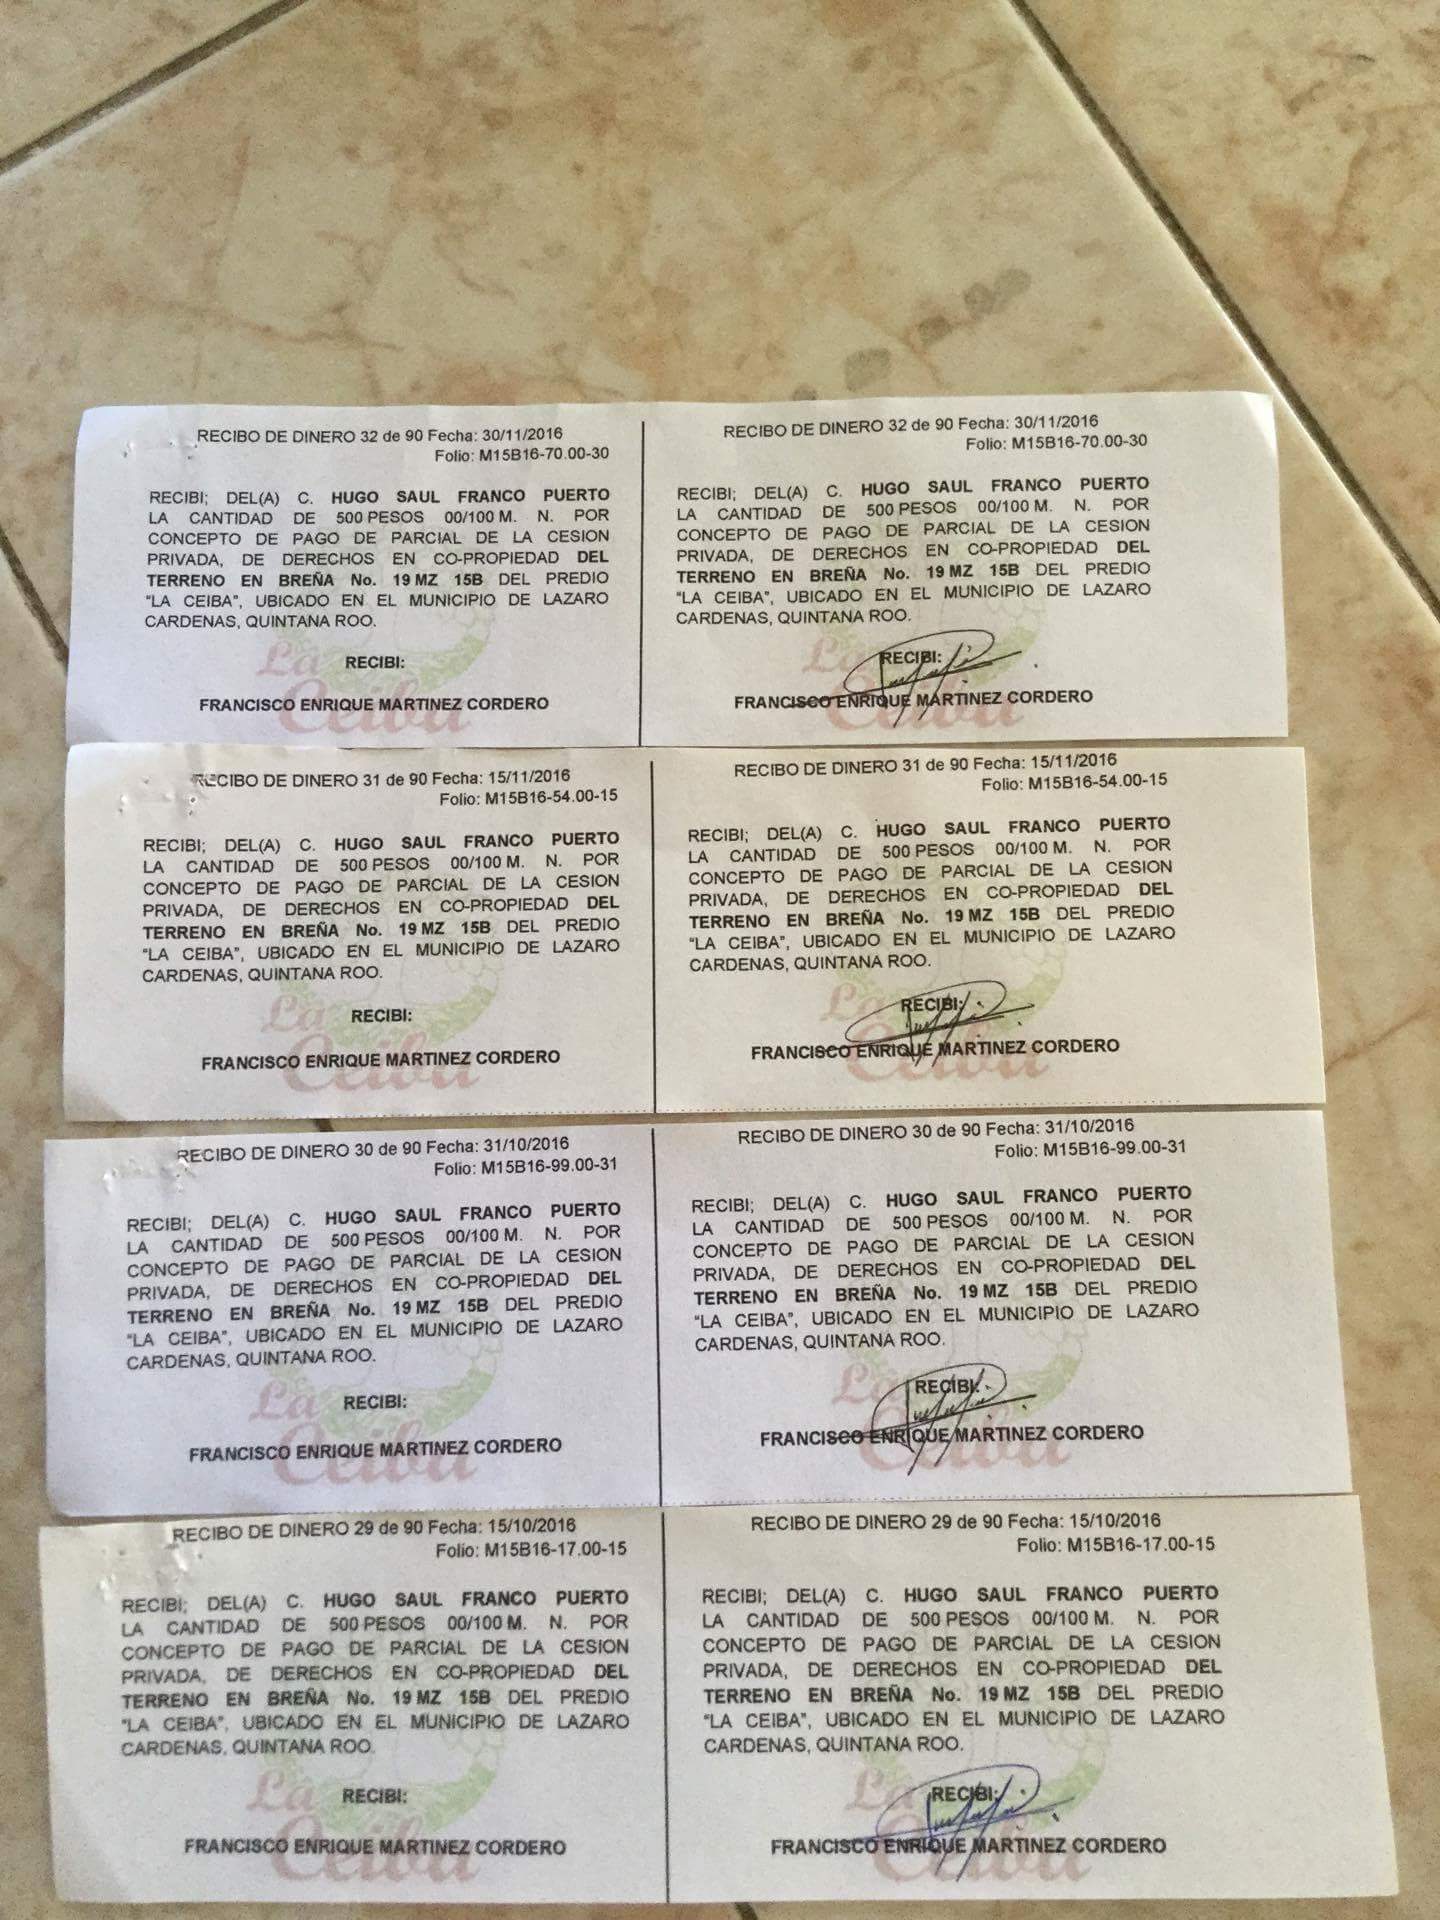 RECIBO DE DINERO 32 de 90 Fecha: 30/11/2016
Folio: M15B16-70.00-30
RECIBI; DEL(A) C. HUGO SAUL FRANCO PUERTO
LA CANTIDAD DE 500 PESOS 00/100 M. N. POR
CONCEPTO DE PAGO DE PARCIAL DE LA CESION
PRIVADA, DE DERECHOS EN CO-PROPIEDAD DEL
TERRENO EN BREÑA No. 19 MZ 15B DEL PREDIO
"LA CEIBA", UBICADO EN EL MUNICIPIO DE LAZARO
CARDENAS, QUINTANA ROO.
La Ceiba
RECIBI:
FRANCISCO ENRIQUE MARTINEZ CORDERO
RECIBO DE DINERO 32 de 90 Fecha: 30/11/2016
Folio: M15B16-70.00-30
RECIBI; DEL(A) C. HUGO SAUL FRANCO PUERTO
LA CANTIDAD DE 500 PESOS 00/100 M. N. POR
CONCEPTO DE PAGO DE PARCIAL DE LA CESION
PRIVADA, DE DERECHOS EN CO-PROPIEDAD DEL
TERRENO EN BREÑA No. 19 MZ 15B DEL PREDIO
"LA CEIBA", UBICADO EN EL MUNICIPIO DE LAZARO
CARDENAS, QUINTANA ROO.
La Ceiba
RECIBI:
FRANCISCO ENRIQUE MARTINEZ CORDERO
RECIBO DE DINERO 31 de 90 Fecha: 15/11/2016
Folio: M15B16-54.00-15
RECIBI; DEL(A) C. HUGO SAUL FRANCO PUERTO
LA CANTIDAD DE 500 PESOS 00/100 M. N. POR
CONCEPTO DE PAGO DE PARCIAL DE LA CESION
PRIVADA, DE DERECHOS EN CO-PROPIEDAD DEL
TERRENO EN BREÑA No. 19 MZ 15B DEL PREDIO
"LA CEIBA", UBICADO EN EL MUNICIPIO DE LAZARO
CARDENAS, QUINTANA ROO.
La Ceiba
RECIBI:
FRANCISCO ENRIQUE MARTINEZ CORDERO
RECIBO DE DINERO 31 de 90 Fecha: 15/11/2016
Folio: M15B16-54.00-15
RECIBI; DEL(A) C. HUGO SAUL FRANCO PUERTO
LA CANTIDAD DE 500 PESOS 00/100 M. N. POR
CONCEPTO DE PAGO DE PARCIAL DE LA CESION
PRIVADA, DE DERECHOS EN CO-PROPIEDAD DEL
TERRENO EN BREÑA No. 19 MZ 15B DEL PREDIO
"LA CEIBA", UBICADO EN EL MUNICIPIO DE LAZARO
CARDENAS, QUINTANA ROO.
La Ceiba
RECIBI:
FRANCISCO ENRIQUE MARTINEZ CORDERO
RECIBO DE DINERO 30 de 90 Fecha: 31/10/2016
Folio: M15B16-99.00-31
RECIBI; DEL(A) C. HUGO SAUL FRANCO PUERTO
LA CANTIDAD DE 500 PESOS 00/100 M. N. POR
CONCEPTO DE PAGO DE PARCIAL DE LA CESION
PRIVADA, DE DERECHOS EN CO-PROPIEDAD DEL
TERRENO EN BREÑA No. 19 MZ 15B DEL PREDIO
"LA CEIBA", UBICADO EN EL MUNICIPIO DE LAZARO
CARDENAS, QUINTANA ROO.
La Ceiba
RECIBI:
FRANCISCO ENRIQUE MARTINEZ CORDERO
RECIBO DE DINERO 30 de 90 Fecha: 31/10/2016
Folio: M15B16-99.00-31
RECIBI; DEL(A) C. HUGO SAUL FRANCO PUERTO
LA CANTIDAD DE 500 PESOS 00/100 M. N. POR
CONCEPTO DE PAGO DE PARCIAL DE LA CESION
PRIVADA, DE DERECHOS EN CO-PROPIEDAD DEL
TERRENO EN BREÑA No. 19 MZ 15B DEL PREDIO
"LA CEIBA", UBICADO EN EL MUNICIPIO DE LAZARO
CARDENAS, QUINTANA ROO.
La Ceiba
RECIBI:
FRANCISCO ENRIQUE MARTINEZ CORDERO
RECIBO DE DINERO 29 de 90 Fecha: 15/10/2016
Folio: M15B16-17.00-15
RECIBI; DEL(A) C. HUGO SAUL FRANCO PUERTO
LA CANTIDAD DE 500 PESOS 00/100 M. N. POR
CONCEPTO DE PAGO DE PARCIAL DE LA CESION
PRIVADA, DE DERECHOS EN CO-PROPIEDAD DEL
TERRENO EN BREÑA No. 19 MZ 15B DEL PREDIO
"LA CEIBA", UBICADO EN EL MUNICIPIO DE LAZARO
CARDENAS, QUINTANA ROO.
La Ceiba
RECIBI:
FRANCISCO ENRIQUE MARTINEZ CORDERO
RECIBO DE DINERO 29 de 90 Fecha: 15/10/2016
Folio: M15B16-17.00-15
RECIBI; DEL(A) C. HUGO SAUL FRANCO PUERTO
LA CANTIDAD DE 500 PESOS 00/100 M. N. POR
CONCEPTO DE PAGO DE PARCIAL DE LA CESION
PRIVADA, DE DERECHOS EN CO-PROPIEDAD DEL
TERRENO EN BREÑA No. 19 MZ 15B DEL PREDIO
"LA CEIBA", UBICADO EN EL MUNICIPIO DE LAZARO
CARDENAS, QUINTANA ROO.
La Ceiba
RECIBI:
FRANCISCO ENRIQUE MARTINEZ CORDERO